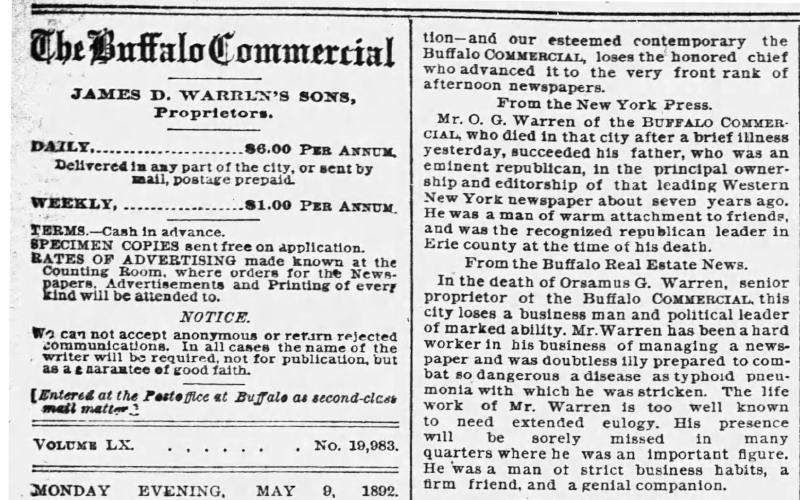 The Buffalo Commercial
JAMES D. WARREN'S SONS,
Proprietors.
DAILY,........................$6.00 PER ANNUM.
Delivered in any part of the city, or sent by
mail, postage prepaid.
WEEKLY, ....................$1.00 PER ANNUM.
TERMS.—Cash in advance.
SPECIMEN COPIES sent free on application.
RATES OF ADVERTISING made known at the
Counting Room, where orders for the News-
papers, Advertisements and Printing of every
kind will be attended to.
NOTICE.
We can not accept anonymous or return rejected
communications. In all cases the name of the
writer will be required, not for publication, but
as a guarantee of good faith.
[Entered at the Postoffice at Buffalo as second-class
mail matter.]
VOLUME LX. . . . . . . No. 19,983.
MONDAY EVENING, MAY 9, 1892.
tion—and our esteemed contemporary the
Buffalo COMMERCIAL, loses the honored chief
who advanced it to the very front rank of
afternoon newspapers.
From the New York Press.
Mr. O. G. Warren of the BUFFALO COMMER-
CIAL, who died in that city after a brief illness
yesterday, succeeded his father, who was an
eminent republican, in the principal owner-
ship and editorship of that leading Western
New York newspaper about seven years ago.
He was a man of warm attachment to friends,
and was the recognized republican leader in
Erie county at the time of his death.
From the Buffalo Real Estate News.
In the death of Orsamus G. Warren, senior
proprietor of the Buffalo COMMERCIAL, this
city loses a business man and political leader
of marked ability. Mr. Warren has been a hard
worker in his business of managing a news-
paper and was doubtless illy prepared to com-
bat so dangerous a disease as typhoid pneu-
monia with which he was stricken. The life
work of Mr. Warren is too well known
to need extended eulogy. His presence
will be sorely missed in many
quarters where he was an important figure.
He was a man of strict business habits, a
firm friend, and a genial companion.